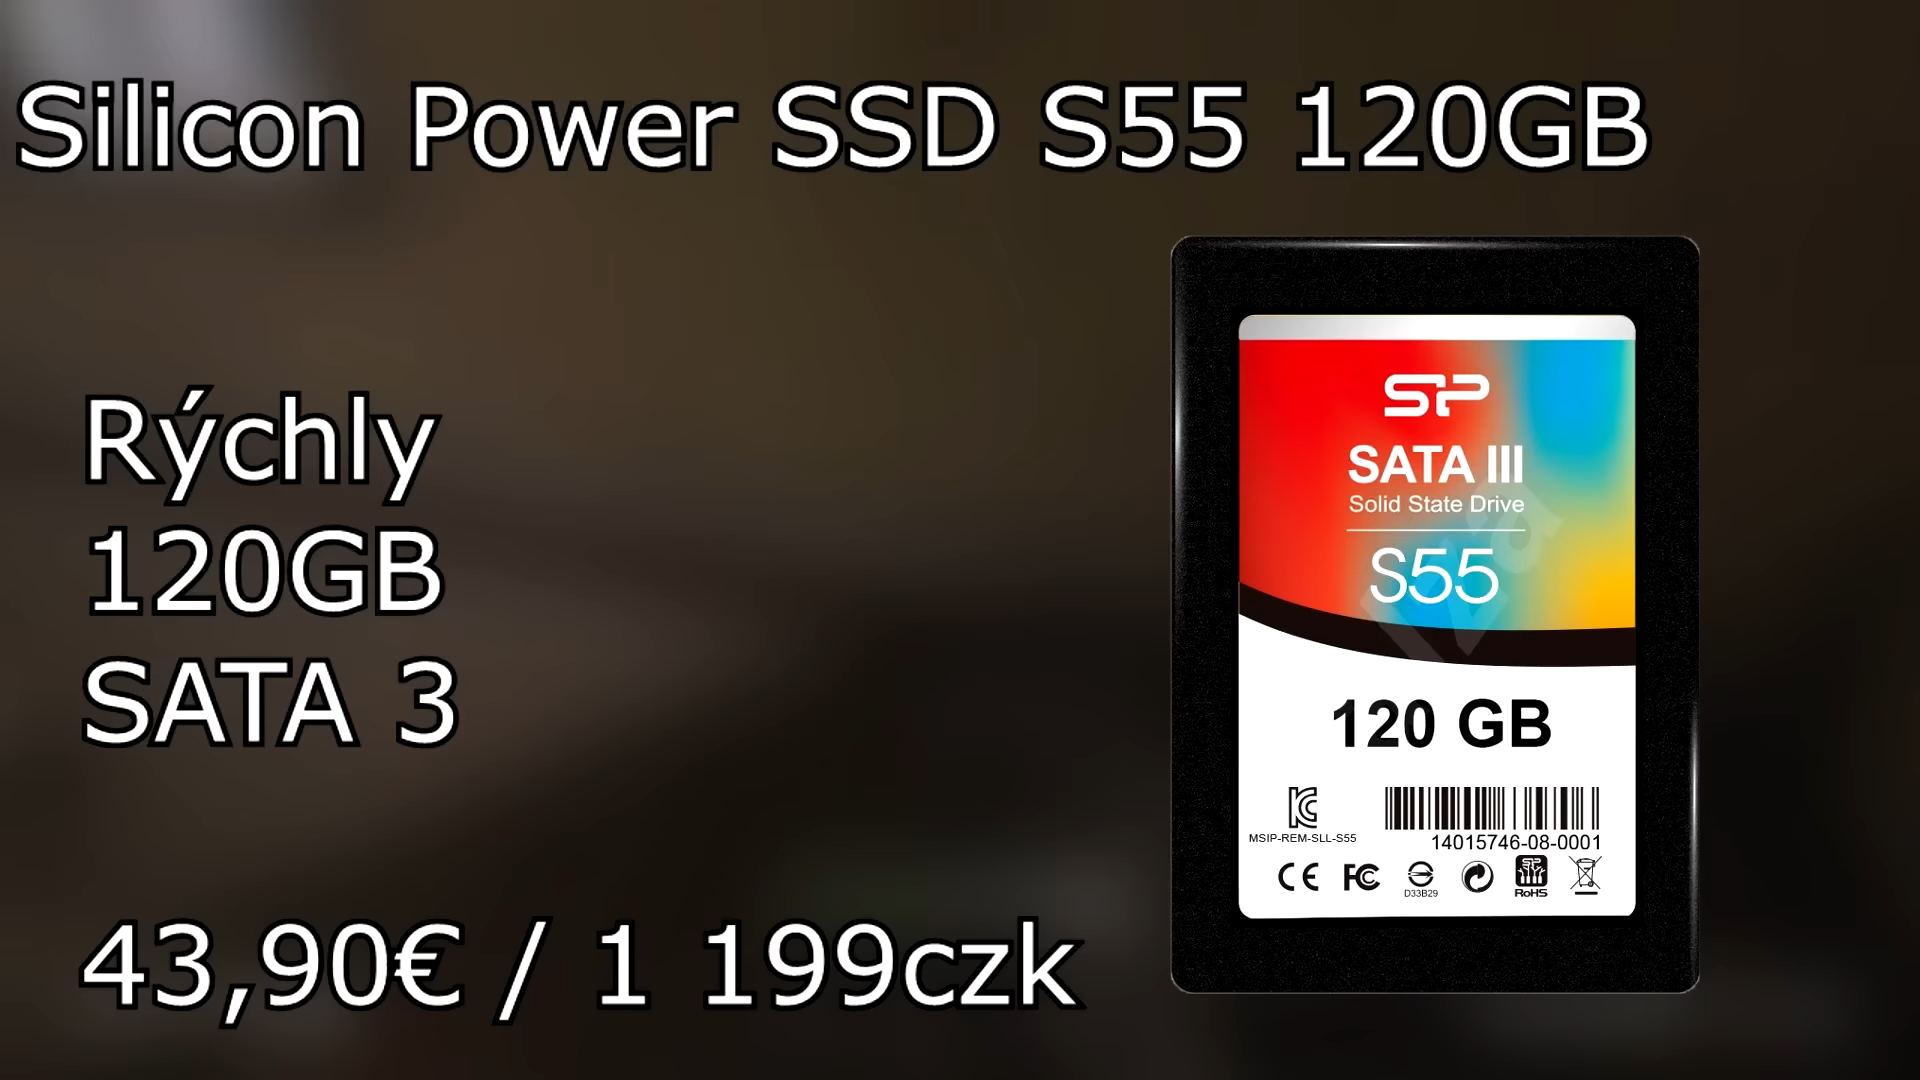 Silicon Power SSD S55 120GB
Rýchly
120GB
SATA 3
43,90€ / 1 199czk
SP
SATA III
Solid State Drive
S55
120 GB
MSIP-REM-SLL-S55
14015746-08-0001
CE FC
D33B29
SP
RoHS